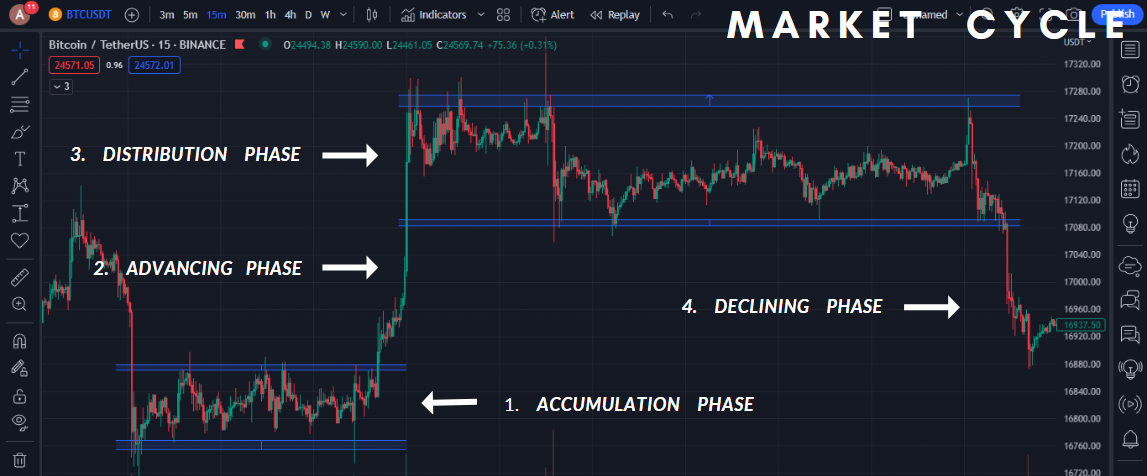 MARKET CYCLE
A 11 BTCUSDT 3m 5m 15m 30m 1h 4h D W Indicators Alert Replay Publish
Bitcoin / TetherUS · 15 · BINANCE O24494.38 H24590.00 L24461.05 C24569.74 +75.36 (+0.31%)
USDT
24571.05 0.96 24572.01
3
17320.00
17280.00
17240.00
17200.00
3. DISTRIBUTION PHASE
17160.00
17120.00
17080.00
17040.00
2. ADVANCING PHASE
17000.00
4. DECLINING PHASE
16960.00
16937.50
16920.00
16880.00
16840.00
1. ACCUMULATION PHASE
16800.00
16760.00
16720.00